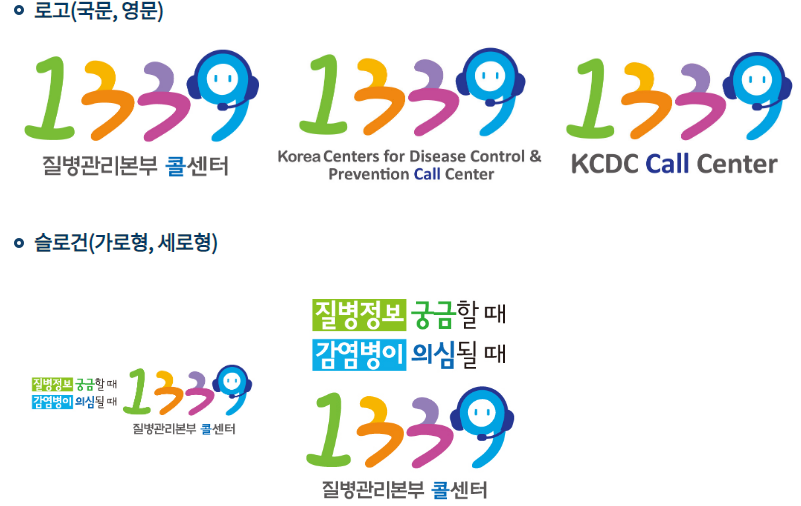 로고(국문, 영문)
1339
질병관리본부 콜센터
1339
Korea Centers for Disease Control &
Prevention Call Center
1339
KCDC Call Center
슬로건(가로형, 세로형)
질병정보 궁금할 때
감염병이 의심될 때
1339
질병관리본부 콜센터
질병정보 궁금할 때
감염병이 의심될 때
1339
질병관리본부 콜센터